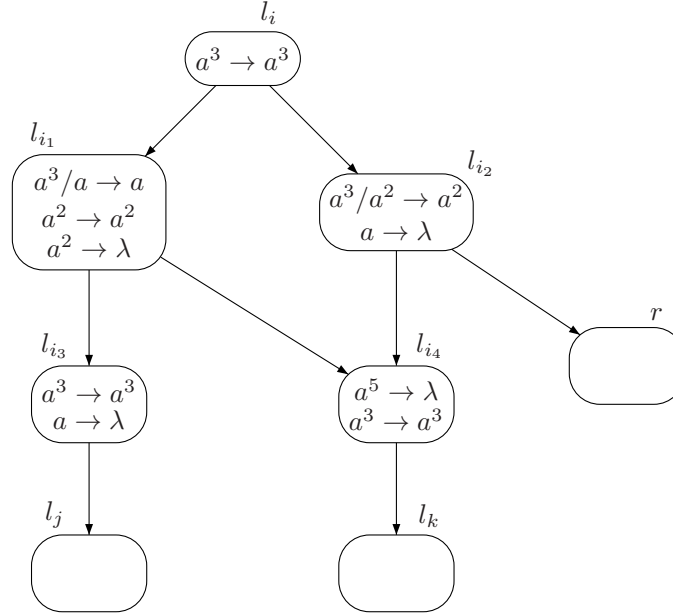 l_i
a^3 → a^3
l_{i_1}
a^3/a → a
a^2 → a^2
a^2 → λ
l_{i_2}
a^3/a^2 → a^2
a → λ
r
l_{i_3}
a^3 → a^3
a → λ
l_{i_4}
a^5 → λ
a^3 → a^3
l_j
l_k